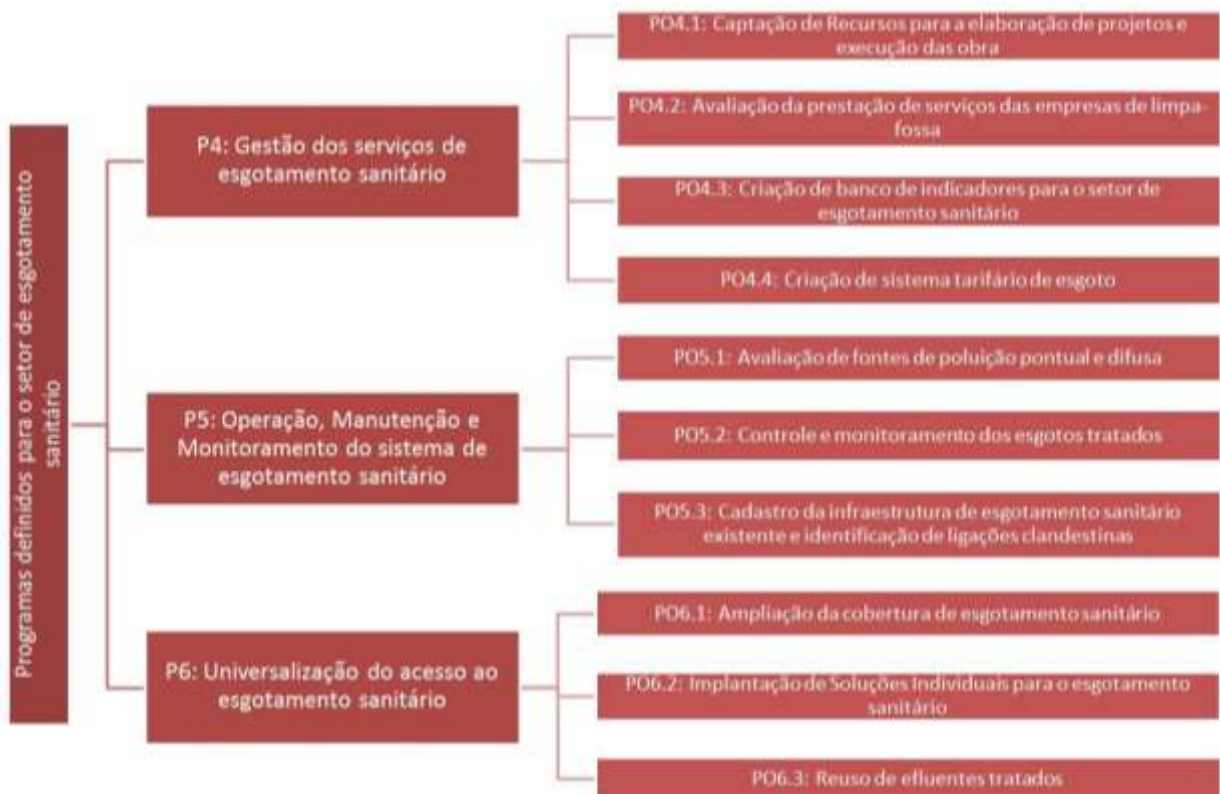 Programas definidos para o setor de esgotamento
sanitário
P4: Gestão dos serviços de
esgotamento sanitário
PO4.1: Captação de Recursos para a elaboração de projetos e
execução das obra
PO4.2: Avaliação da prestação de serviços das empresas de limpa-
fossa
PO4.3: Criação de banco de indicadores para o setor de
esgotamento sanitário
PO4.4: Criação de sistema tarifário de esgoto
P5: Operação, Manutenção e
Monitoramento do sistema de
esgotamento sanitário
PO5.1: Avaliação de fontes de poluição pontual e difusa
PO5.2: Controle e monitoramento dos esgotos tratados
PO5.3: Cadastro da infraestrutura de esgotamento sanitário
existente e identificação de ligações clandestinas
P6: Universalização do acesso ao
esgotamento sanitário
PO6.1: Ampliação da cobertura de esgotamento sanitário
PO6.2: Implantação de Soluções Individuais para o esgotamento
sanitário
PO6.3: Reuso de efluentes tratados